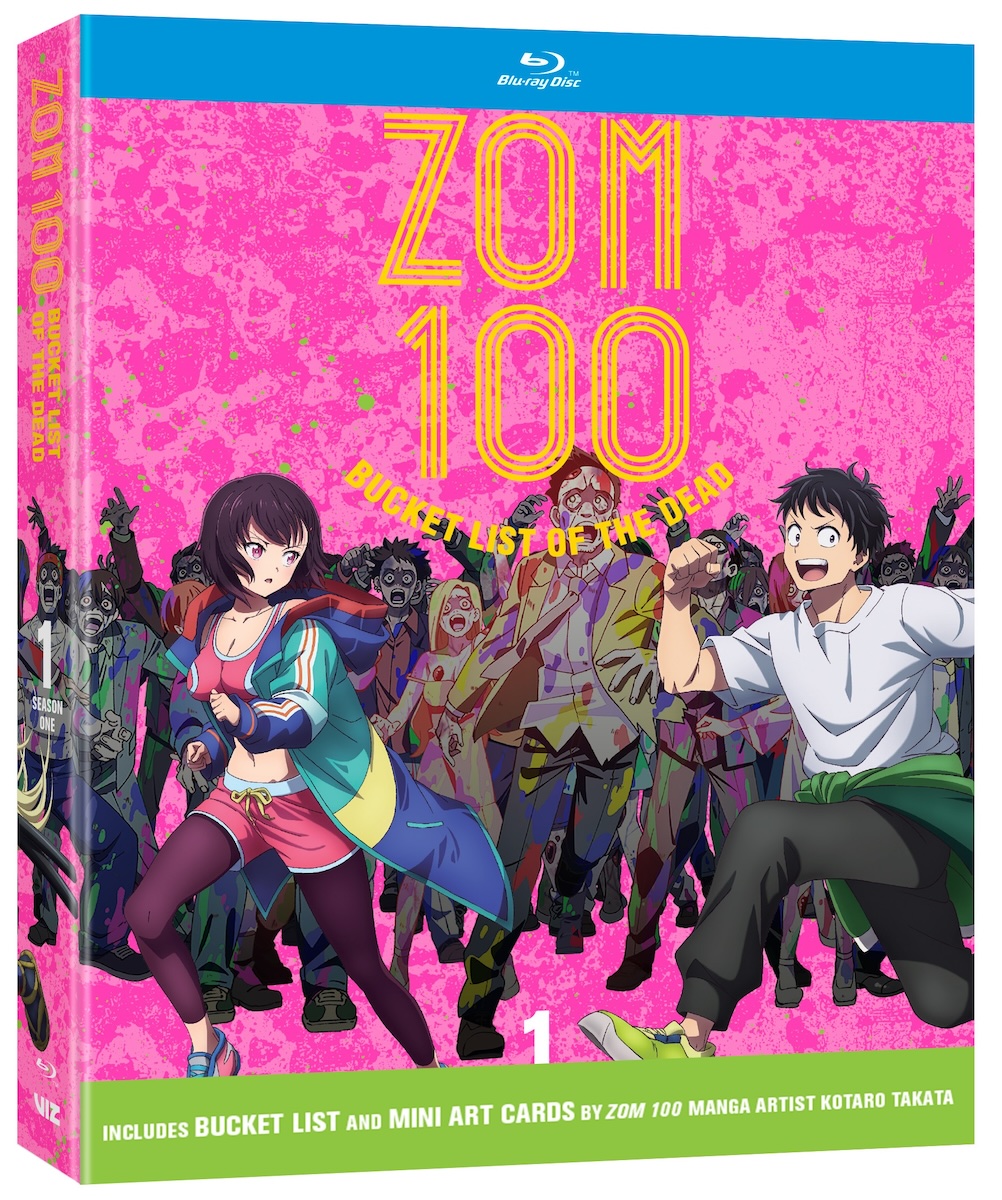 Blu-ray Disc™
ZOM
100
BUCKET LIST OF THE DEAD
1
INCLUDES BUCKET LIST AND MINI ART CARDS BY ZOM 100 MANGA ARTIST KOTARO TAKATA
ZOM 100
BUCKET LIST
OF THE DEAD
1
SEASON
ONE
VIZ